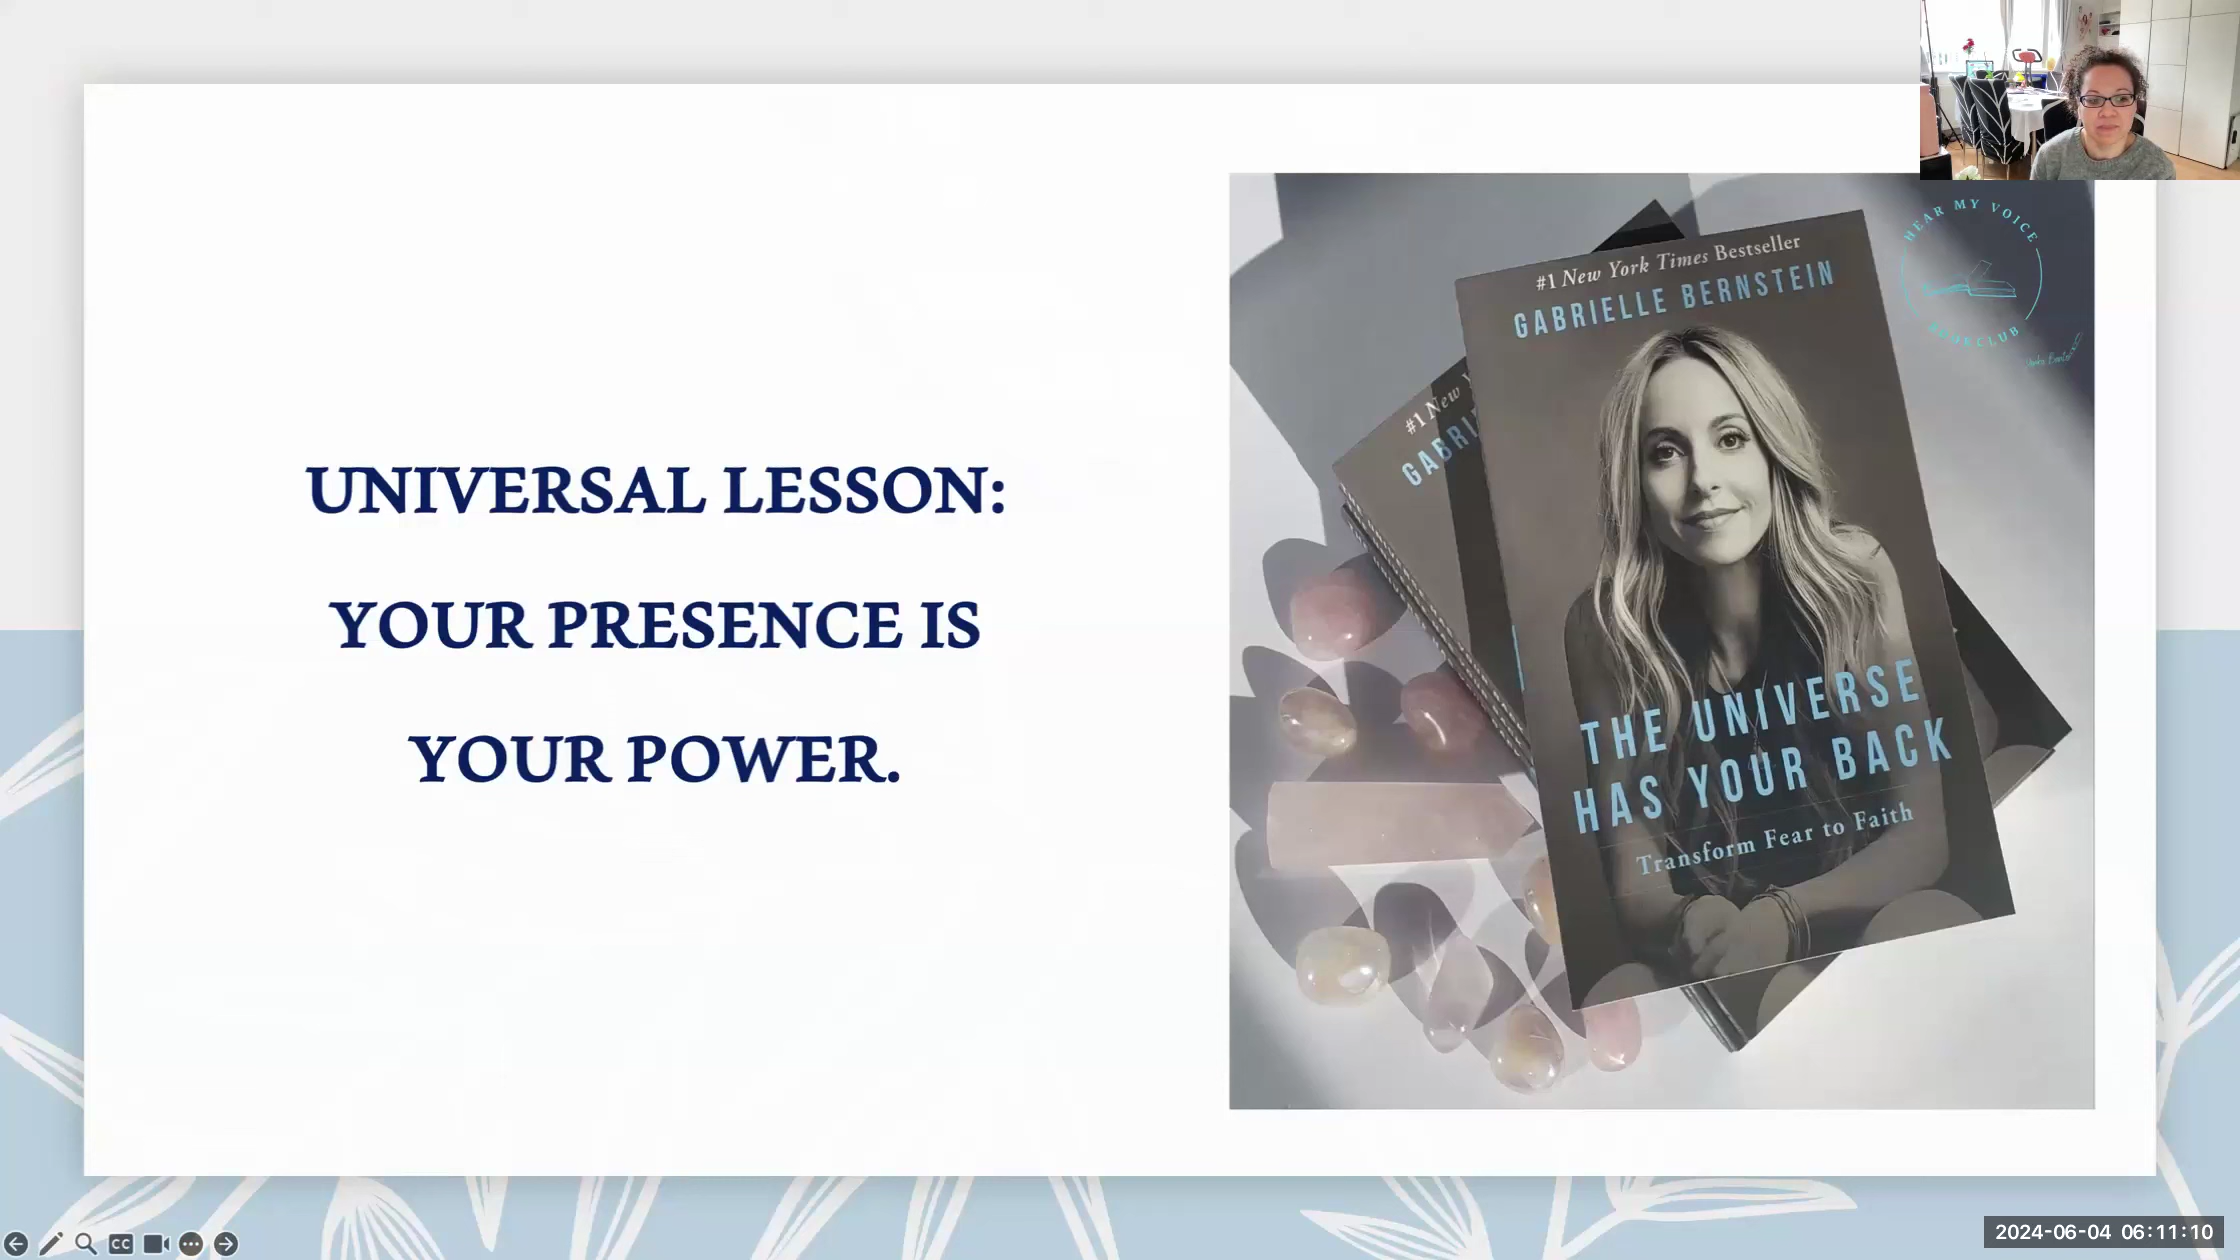 UNIVERSAL LESSON:
YOUR PRESENCE IS
YOUR POWER.
#1 New York Times Bestseller
GABRIELLE BERNSTEIN
THE UNIVERSE
HAS YOUR BACK
Transform Fear to Faith
#1 New
HEAR MY VOICE
BOOKCLUB
CC
2024-06-04 06:11:10